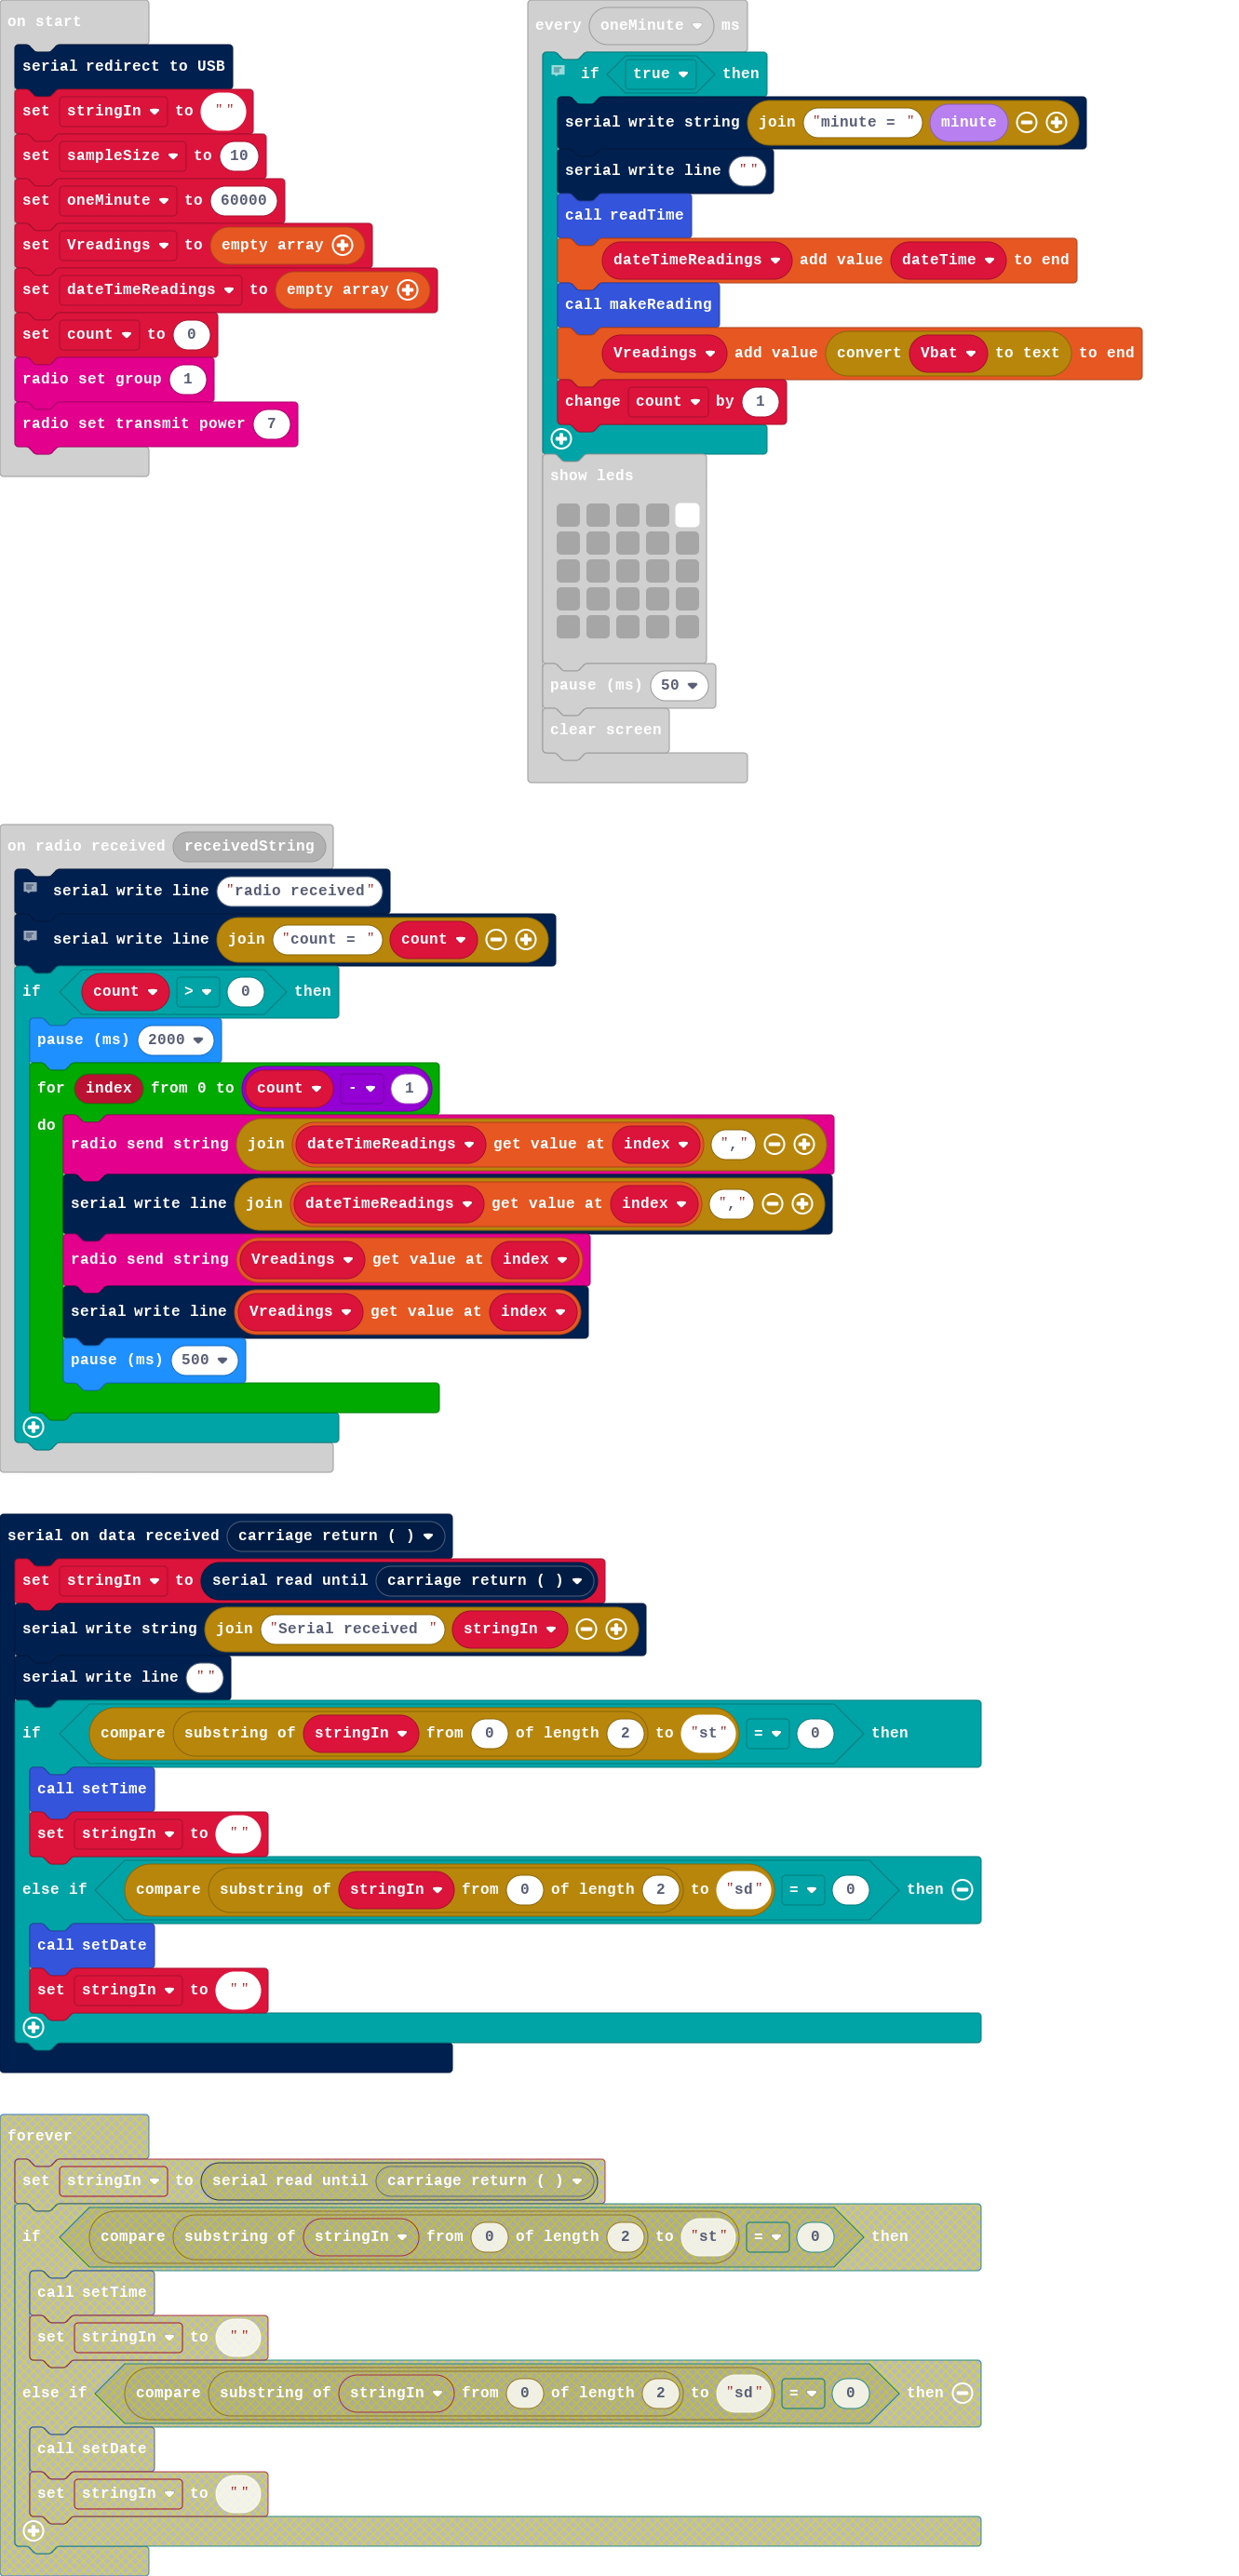 on start
serial redirect to USB
set stringIn to ""
set sampleSize to 10
set oneMinute to 60000
set Vreadings to empty array
set dateTimeReadings to empty array
set count to 0
radio set group 1
radio set transmit power 7
every oneMinute ms
if true then
serial write string join "minute = " minute
serial write line ""
call readTime
dateTimeReadings add value dateTime to end
call makeReading
Vreadings add value convert Vbat to text to end
change count by 1
show leds
pause (ms) 50
clear screen
on radio received receivedString
serial write line "radio received"
serial write line join "count = " count
if count > 0 then
pause (ms) 2000
for index from 0 to count - 1
do
radio send string join dateTimeReadings get value at index ","
serial write line join dateTimeReadings get value at index ","
radio send string Vreadings get value at index
serial write line Vreadings get value at index
pause (ms) 500
serial on data received carriage return ( )
set stringIn to serial read until carriage return ( )
serial write string join "Serial received " stringIn
serial write line ""
if compare substring of stringIn from 0 of length 2 to "st" = 0 then
call setTime
set stringIn to ""
else if compare substring of stringIn from 0 of length 2 to "sd" = 0 then
call setDate
set stringIn to ""
forever
set stringIn to serial read until carriage return ( )
if compare substring of stringIn from 0 of length 2 to "st" = 0 then
call setTime
set stringIn to ""
else if compare substring of stringIn from 0 of length 2 to "sd" = 0 then
call setDate
set stringIn to ""